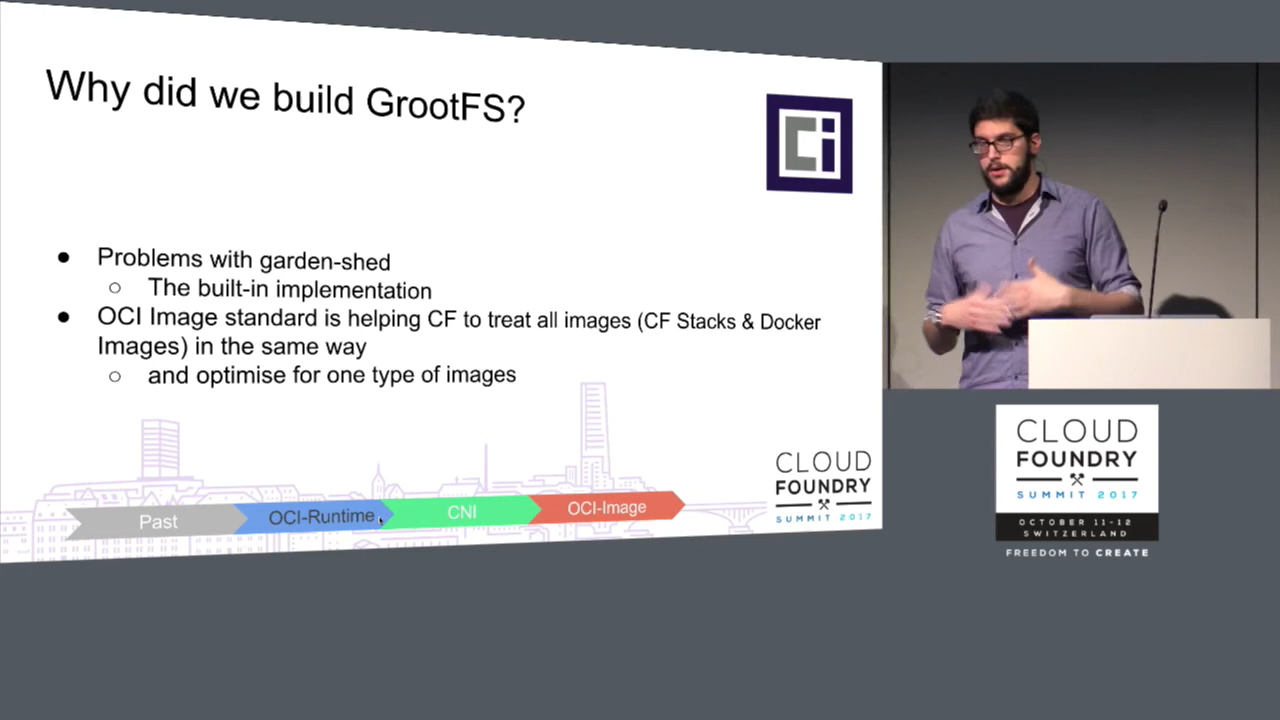 Why did we build GrootFS?
Ci
● Problems with garden-shed
○ The built-in implementation
● OCI Image standard is helping CF to treat all images (CF Stacks & Docker
Images) in the same way
○ and optimise for one type of images
Past
OCI-Runtime
CNI
OCI-Image
CLOUD
FOUNDRY
SUMMIT 2017
CLOUD
FOUNDRY
SUMMIT 2017
OCTOBER 11-12
SWITZERLAND
FREEDOM TO CREATE